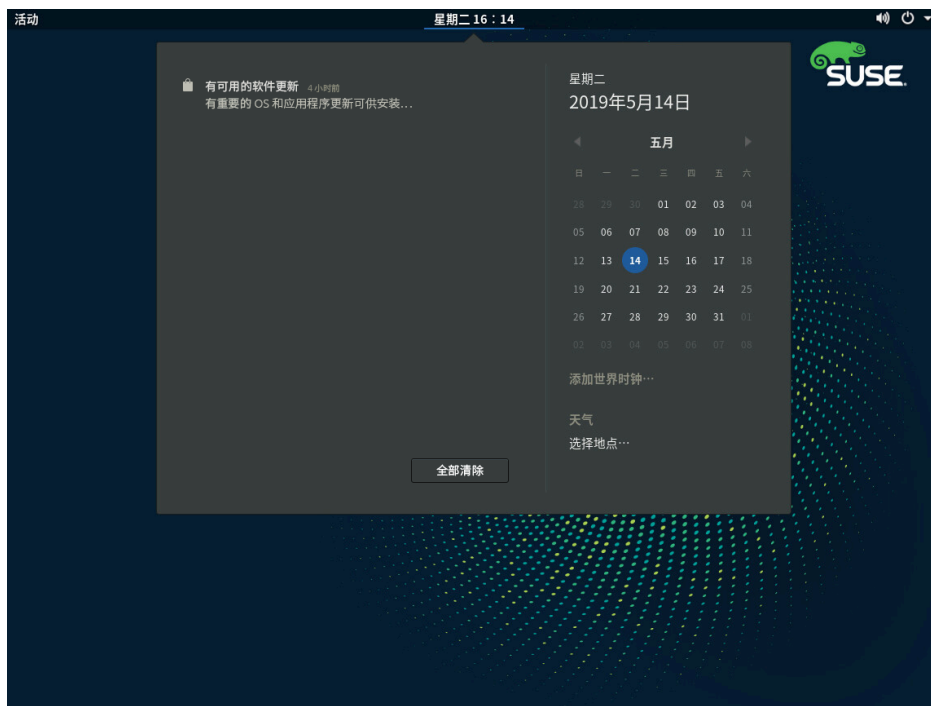 活动
星期二 16：14
有可用的软件更新 4 小时前
有重要的 OS 和应用程序更新可供安装…
全部清除
SUSE.
星期二
2019年5月14日
五月
日 一 二 三 四 五 六
28 29 30 01 02 03 04
05 06 07 08 09 10 11
12 13 14 15 16 17 18
19 20 21 22 23 24 25
26 27 28 29 30 31 01
02 03 04 05 06 07 08
添加世界时钟…
天气
选择地点…